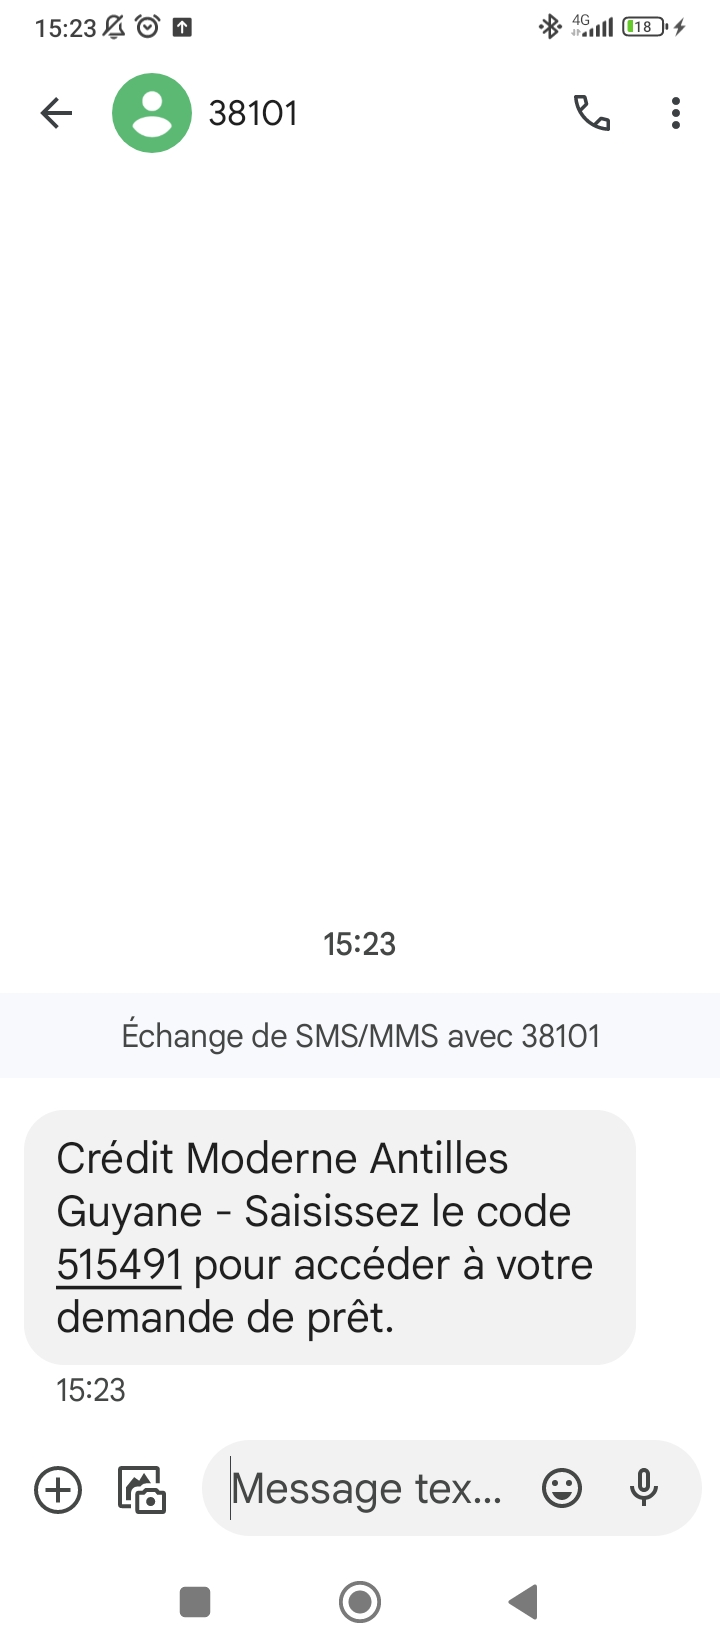 15:23
4G
18
38101
15:23
Échange de SMS/MMS avec 38101
Crédit Moderne Antilles
Guyane - Saisissez le code
515491 pour accéder à votre
demande de prêt.
15:23
Message tex...